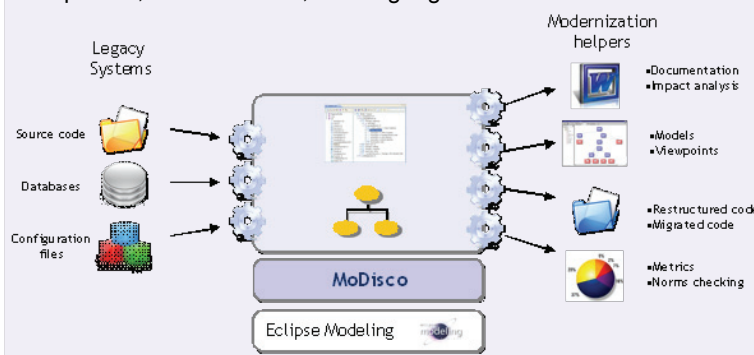 Legacy
Systems
Source code
Databases
Configuration
files
MoDisco
Eclipse Modeling
modeling
Modernization
helpers
▪Documentation
▪Impact analysis
▪Models
▪Viewpoints
▪Restructured code
▪Migrated code
▪Metrics
▪Norms checking